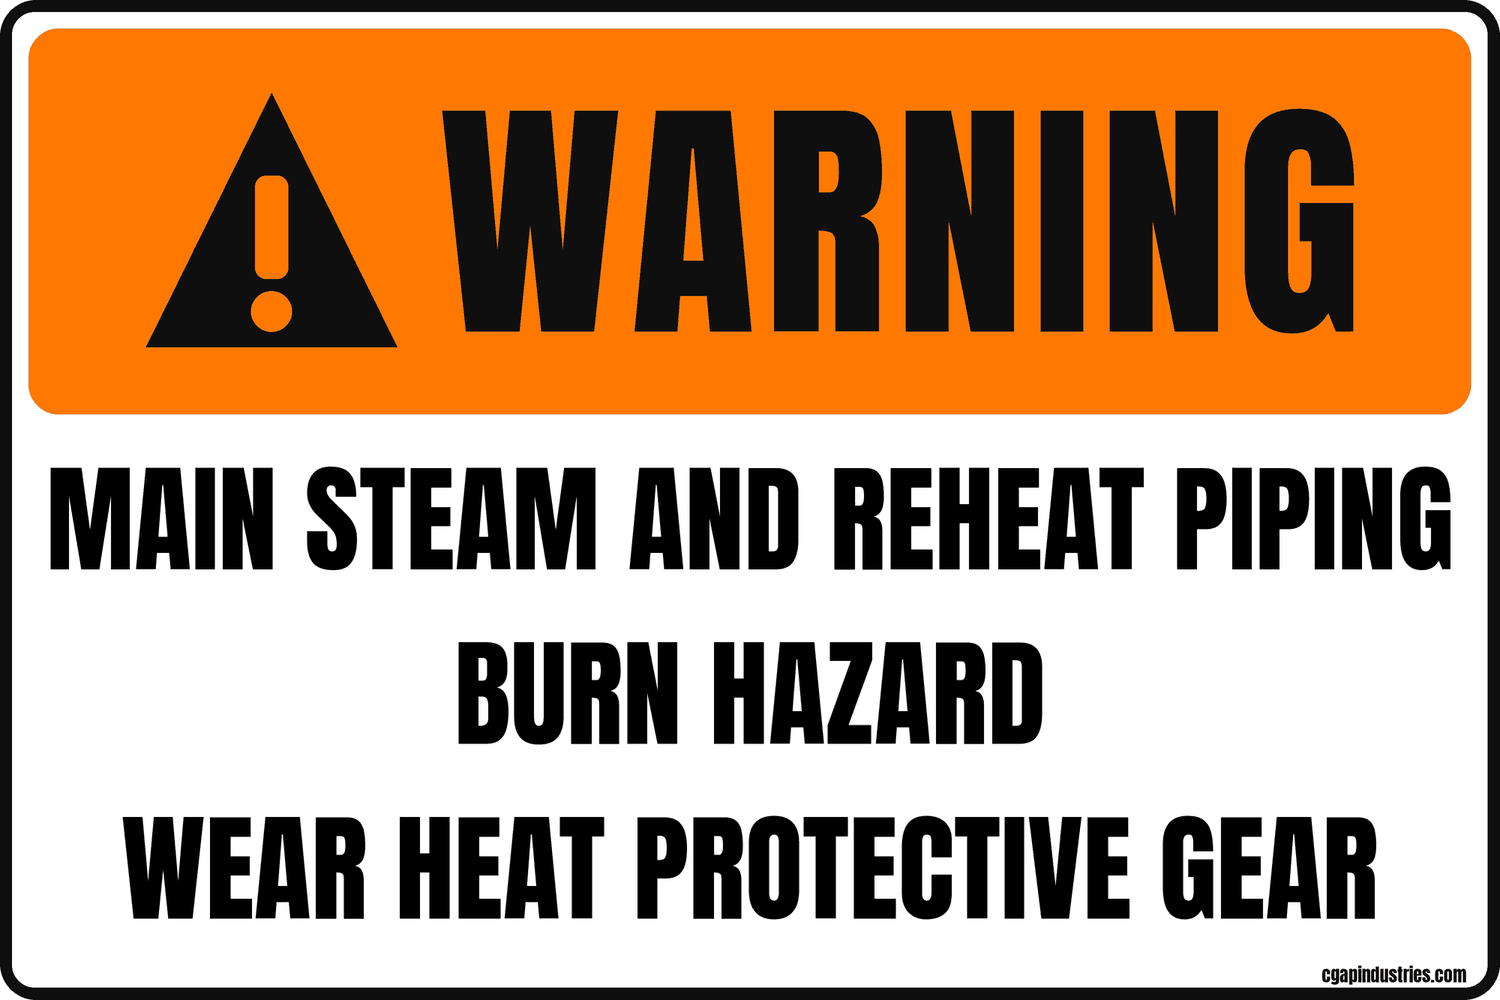 WARNING
MAIN STEAM AND REHEAT PIPING
BURN HAZARD
WEAR HEAT PROTECTIVE GEAR
cgapindustries.com